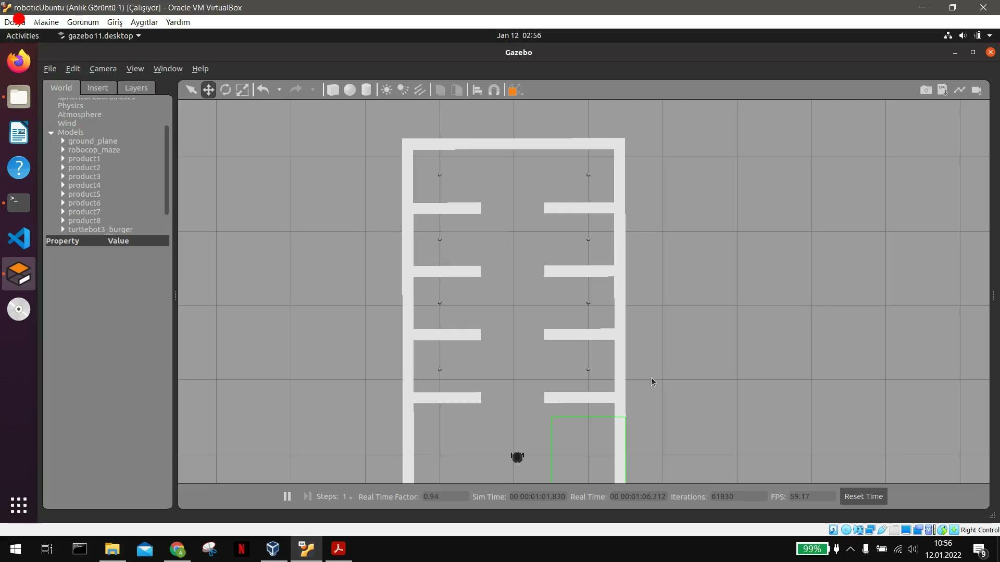 roboticUbuntu (Anlık Görüntü 1) [Çalışıyor] - Oracle VM VirtualBox
Dosya Makine Görünüm Giriş Aygıtlar Yardım
Activities gazebo11.desktop Jan 12 02:56
Gazebo
File Edit Camera View Window Help
World Insert Layers
Spherical Coordinates
Physics
Atmosphere
Wind
Models
ground_plane
robocop_maze
product1
product2
product3
product4
product5
product6
product7
product8
turtlebot3_burger
Property Value
LOG
Steps: 1 Real Time Factor: 0.94 Sim Time: 00 00:01:01.830 Real Time: 00 00:01:06.312 Iterations: 61830 FPS: 59.17 Reset Time
Right Control
64
99%
10:56
12.01.2022
9